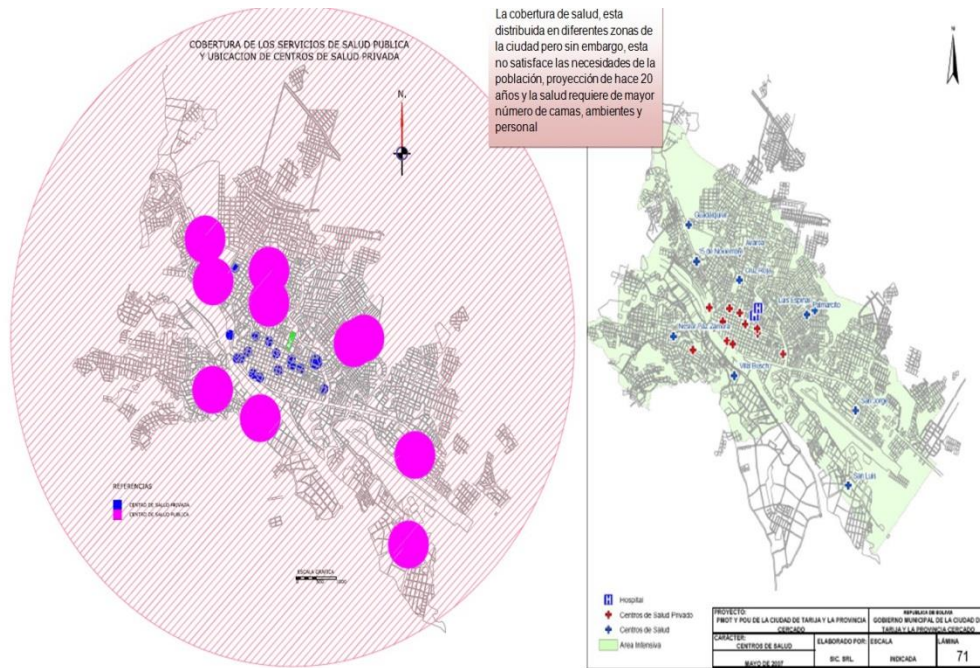 COBERTURA DE LOS SERVICIOS DE SALUD PUBLICA
Y UBICACION DE CENTROS DE SALUD PRIVADA
N.
REFERENCIAS
CENTRO DE SALUD PRIVADA
CENTRO DE SALUD PUBLICA
ESCALA GRÁFICA
La cobertura de salud, esta
distribuida en diferentes zonas de
la ciudad pero sin embargo, esta
no satisface las necesidades de la
población, proyección de hace 20
años y la salud requiere de mayor
número de camas, ambientes y
personal
N
Guadalquivir
15 de Noviembre
Cruz Roja
Luis Espinal
Palmarcito
Nestor Paz Zamora
H
H
Villa Busch
San Jorge
San Luis
H Hospital
Centros de Salud Privado
Centros de Salud
Area Intensiva
PROYECTO:
PMOT Y POU DE LA CIUDAD DE TARIJA Y LA PROVINCIA
CERCADO
REPUBLICA DE BOLIVIA
GOBIERNO MUNICIPAL DE LA CIUDAD DE
TARIJA Y LA PROVINCIA CERCADO
CARÁCTER:
CENTROS DE SALUD
MAYO DE 2007
ELABORADO POR:
SIC. SRL.
ESCALA
INDICADA
LÁMINA
71